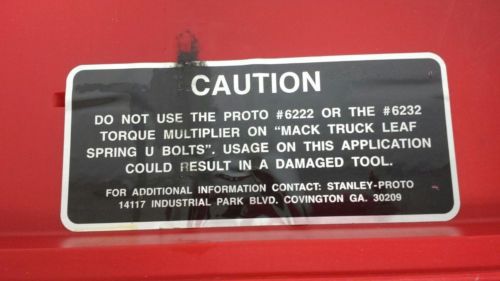 CAUTION
DO NOT USE THE PROTO #6222 OR THE #6232
TORQUE MULTIPLIER ON "MACK TRUCK LEAF
SPRING U BOLTS". USAGE ON THIS APPLICATION
COULD RESULT IN A DAMAGED TOOL.
FOR ADDITIONAL INFORMATION CONTACT: STANLEY-PROTO
14117 INDUSTRIAL PARK BLVD. COVINGTON GA. 30209